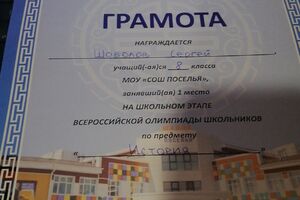 ГРАМОТА
НАГРАЖДАЕТСЯ
Шоболов Сергей
учащий(-ая)ся 8 класса
МОУ «СОШ ПОСЕЛЬЯ»,
занявший(ая) 1 место
НА ШКОЛЬНОМ ЭТАПЕ
ВСЕРОССИЙСКОЙ ОЛИМПИАДЫ ШКОЛЬНИКОВ
по предмету
История